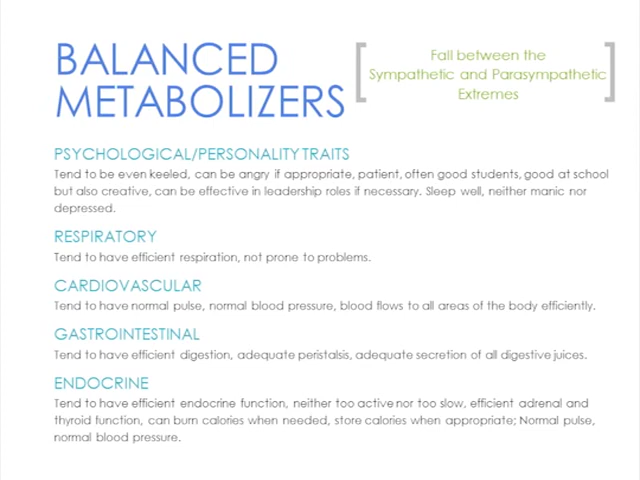 BALANCED
METABOLIZERS
Fall between the
Sympathetic and Parasympathetic
Extremes
PSYCHOLOGICAL/PERSONALITY TRAITS
Tend to be even keeled, can be angry if appropriate, patient, often good students, good at school
but also creative, can be effective in leadership roles if necessary. Sleep well, neither manic nor
depressed.
RESPIRATORY
Tend to have efficient respiration, not prone to problems.
CARDIOVASCULAR
Tend to have normal pulse, normal blood pressure, blood flows to all areas of the body efficiently.
GASTROINTESTINAL
Tend to have efficient digestion, adequate peristalsis, adequate secretion of all digestive juices.
ENDOCRINE
Tend to have efficient endocrine function, neither too active nor too slow, efficient adrenal and
thyroid function, can burn calories when needed, store calories when appropriate; Normal pulse,
normal blood pressure.